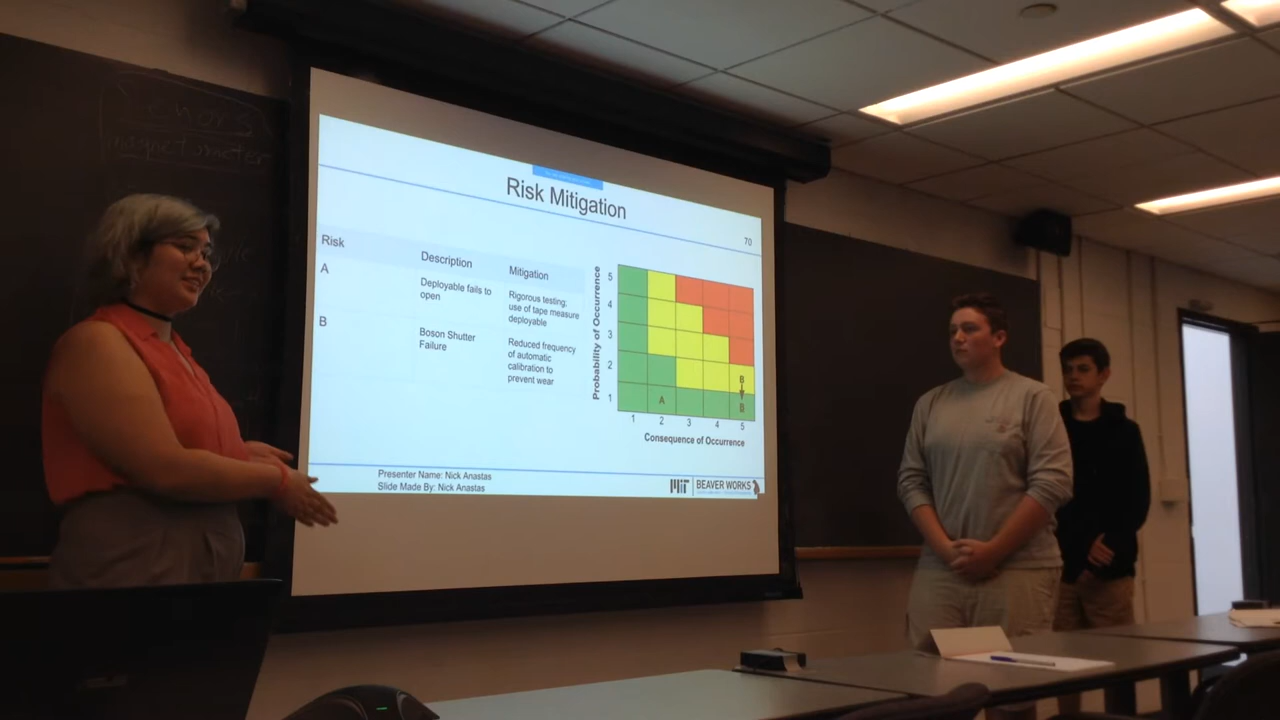 magnetometer
Risk Mitigation
70
Risk
Description
Mitigation
A
Deployable fails to
open
Rigorous testing;
use of tape measure
deployable
B
Boson Shutter
Failure
Reduced frequency
of automatic
calibration to
prevent wear
Probability of Occurrence
5
4
3
2
1
B
A
B
1 2 3 4 5
Consequence of Occurrence
Presenter Name: Nick Anastas
Slide Made By: Nick Anastas
MIT BEAVER WORKS